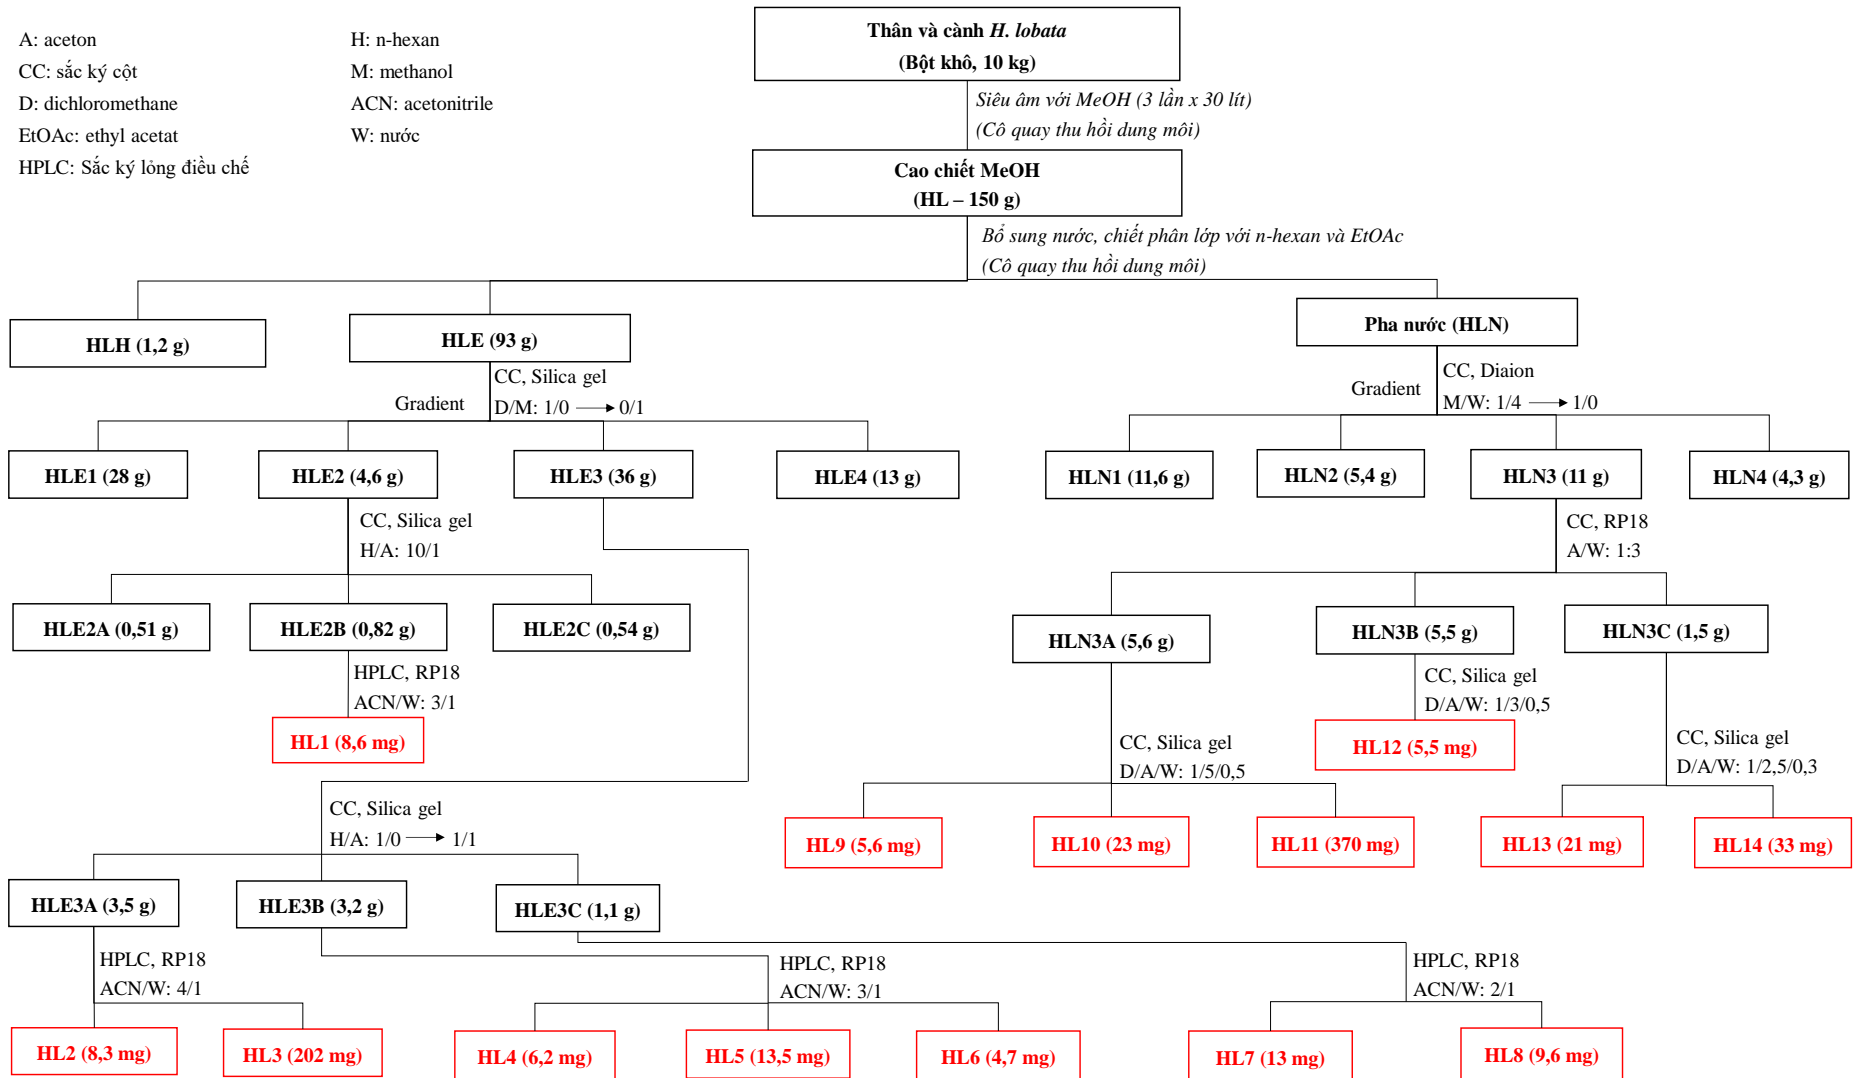 A: aceton
CC: sắc ký cột
D: dichloromethane
EtOAc: ethyl acetat
HPLC: Sắc ký lỏng điều chế
H: n-hexan
M: methanol
ACN: acetonitrile
W: nước
Thân và cành H. lobata
(Bột khô, 10 kg)
Siêu âm với MeOH (3 lần x 30 lít)
(Cô quay thu hồi dung môi)
Cao chiết MeOH
(HL – 150 g)
Bổ sung nước, chiết phân lớp với n-hexan và EtOAc
(Cô quay thu hồi dung môi)
HLH (1,2 g)
HLE (93 g)
Pha nước (HLN)
Gradient
CC, Silica gel
D/M: 1/0 → 0/1
Gradient
CC, Diaion
M/W: 1/4 → 1/0
HLE1 (28 g)
HLE2 (4,6 g)
HLE3 (36 g)
HLE4 (13 g)
HLN1 (11,6 g)
HLN2 (5,4 g)
HLN3 (11 g)
HLN4 (4,3 g)
CC, Silica gel
H/A: 10/1
CC, RP18
A/W: 1:3
HLE2A (0,51 g)
HLE2B (0,82 g)
HLE2C (0,54 g)
HLN3A (5,6 g)
HLN3B (5,5 g)
HLN3C (1,5 g)
HPLC, RP18
ACN/W: 3/1
CC, Silica gel
D/A/W: 1/3/0,5
HL1 (8,6 mg)
HL12 (5,5 mg)
CC, Silica gel
D/A/W: 1/5/0,5
CC, Silica gel
D/A/W: 1/2,5/0,3
CC, Silica gel
H/A: 1/0 → 1/1
HL9 (5,6 mg)
HL10 (23 mg)
HL11 (370 mg)
HL13 (21 mg)
HL14 (33 mg)
HLE3A (3,5 g)
HLE3B (3,2 g)
HLE3C (1,1 g)
HPLC, RP18
ACN/W: 4/1
HPLC, RP18
ACN/W: 3/1
HPLC, RP18
ACN/W: 2/1
HL2 (8,3 mg)
HL3 (202 mg)
HL4 (6,2 mg)
HL5 (13,5 mg)
HL6 (4,7 mg)
HL7 (13 mg)
HL8 (9,6 mg)